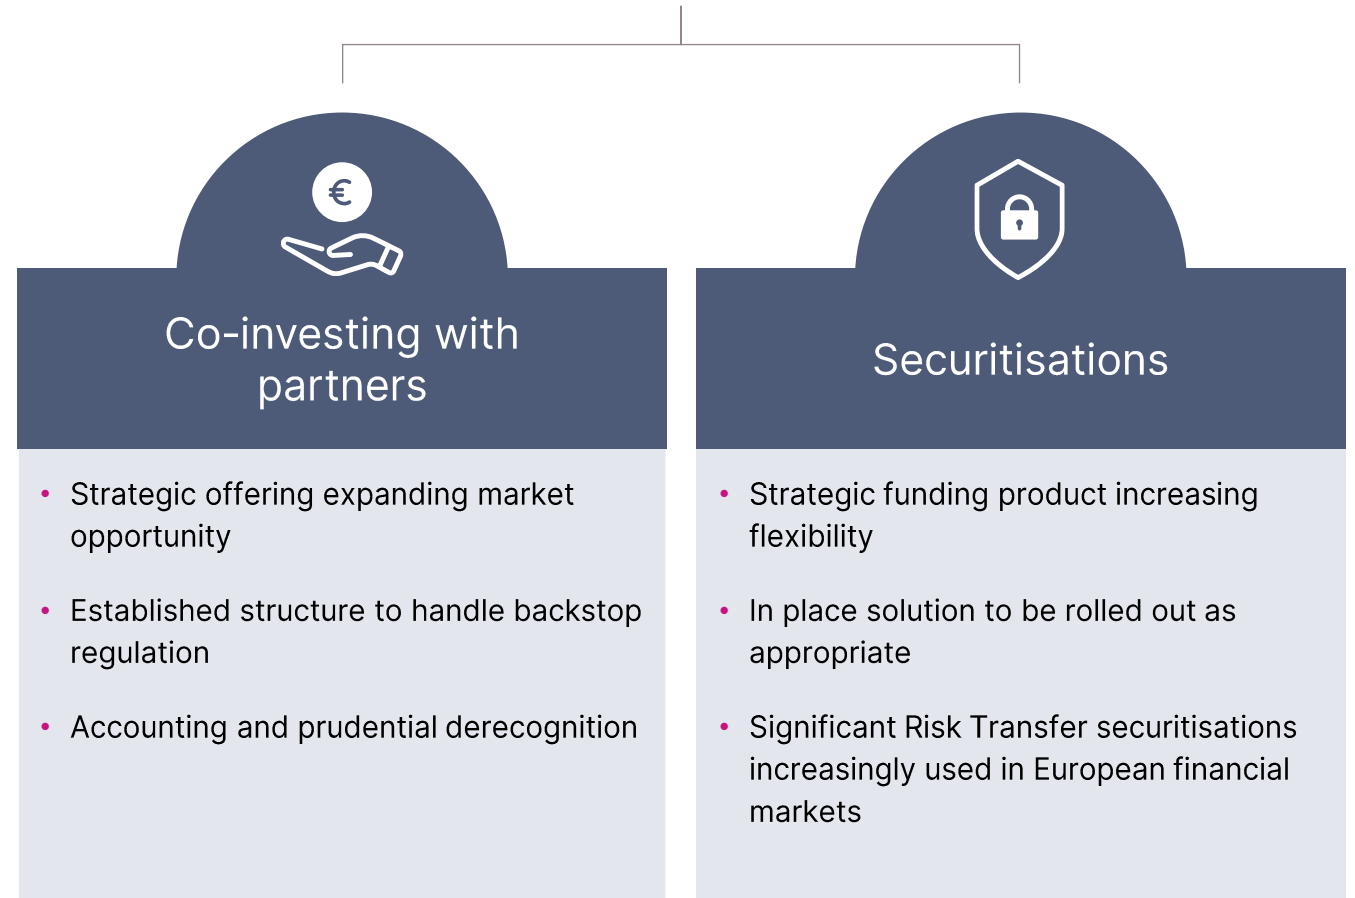 €
Co-investing with
partners
• Strategic offering expanding market
opportunity
• Established structure to handle backstop
regulation
• Accounting and prudential derecognition
Securitisations
• Strategic funding product increasing
flexibility
• In place solution to be rolled out as
appropriate
• Significant Risk Transfer securitisations
increasingly used in European financial
markets